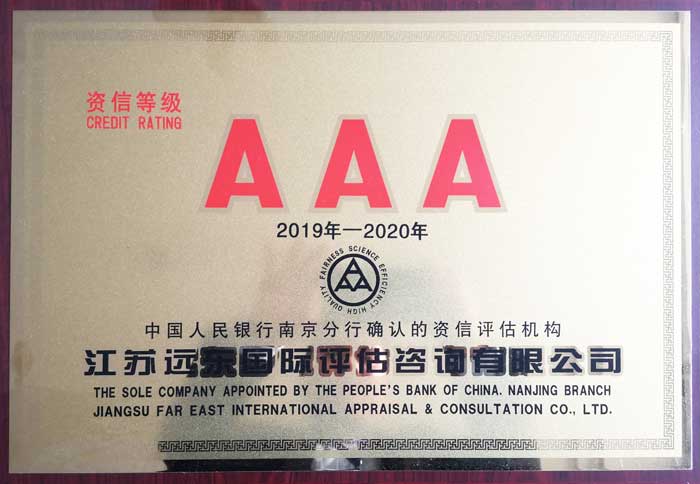 资信等级
CREDIT RATING
AAA
2019年—2020年
FAIRNESS SCIENCE EFFICIENCY HIGH QUALITY
中国人民银行南京分行确认的资信评估机构
江苏远东国际评估咨询有限公司
THE SOLE COMPANY APPOINTED BY THE PEOPLE'S BANK OF CHINA. NANJING BRANCH
JIANGSU FAR EAST INTERNATIONAL APPRAISAL & CONSULTATION CO., LTD.